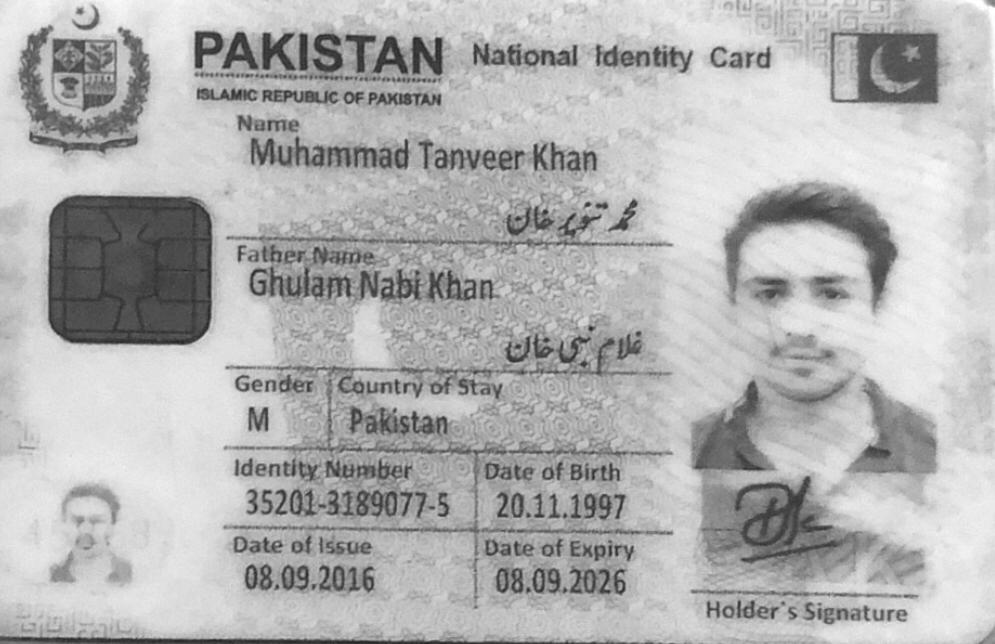 PAKISTAN National Identity Card
ISLAMIC REPUBLIC OF PAKISTAN
Name
Muhammad Tanveer Khan
محمد تنویر خان
Father Name
Ghulam Nabi Khan
غلام نبی خان
Gender Country of Stay
M Pakistan
Identity Number Date of Birth
35201-3189077-5 20.11.1997
Date of Issue Date of Expiry
08.09.2016 08.09.2026
Holder's Signature